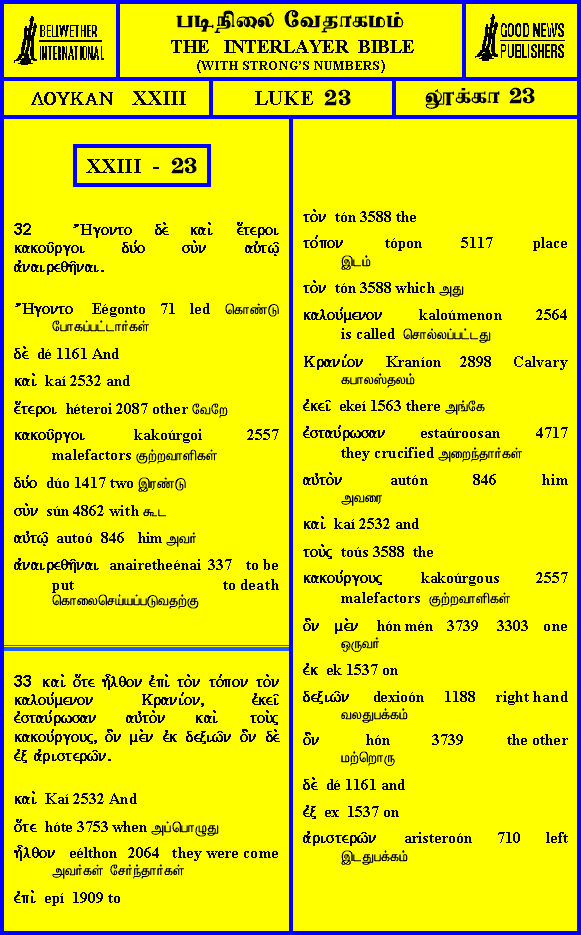 BELLWETHER
INTERNATIONAL
படிநிலை வேதாகமம்
THE INTERLAYER BIBLE
(WITH STRONG'S NUMBERS)
GOOD NEWS
PUBLISHERS
ΛΟΥΚΑΝ XXIII
LUKE 23
லூக்கா 23
XXIII - 23
32 Ἤγοντο δὲ καὶ ἕτεροι
κακοῦργοι δύο σὺν αὐτῷ
ἀναιρεθῆναι.
Ἤγοντο Eégonto 71 led கொண்டு
போகப்பட்டார்கள்
δὲ dé 1161 And
καὶ kaí 2532 and
ἕτεροι héteroi 2087 other வேறே
κακοῦργοι kakoúrgoi 2557
malefactors குற்றவாளிகள்
δύο dúo 1417 two இரண்டு
σὺν sún 4862 with கூட
αὐτῷ autoó 846 him அவர்
ἀναιρεθῆναι anairetheénai 337 to be
put to death
கொலைசெய்யப்படுவதற்கு
33 καὶ ὅτε ἦλθον ἐπὶ τὸν τόπον τὸν
καλούμενον Κρανίον, ἐκεῖ
ἐσταύρωσαν αὐτὸν καὶ τοὺς
κακούργους, ὃν μὲν ἐκ δεξιῶν ὃν δὲ
ἐξ ἀριστερῶν.
καὶ Kaí 2532 And
ὅτε hóte 3753 when அப்பொழுது
ἦλθον eélthon 2064 they were come
அவர்கள் சேர்ந்தார்கள்
ἐπὶ epí 1909 to
τὸν tón 3588 the
τόπον tópon 5117 place
இடம்
τὸν tón 3588 which அது
καλούμενον kaloúmenon 2564
is called சொல்லப்பட்டது
Κρανίον Kraníon 2898 Calvary
கபாலஸ்தலம்
ἐκεῖ ekeí 1563 there அங்கே
ἐσταύρωσαν estaúroosan 4717
they crucified அறைந்தார்கள்
αὐτὸν autón 846 him
அவரை
καὶ kaí 2532 and
τοὺς toús 3588 the
κακούργους kakoúrgous 2557
malefactors குற்றவாளிகள்
ὃν μὲν hón mén 3739 3303 one
ஒருவர்
ἐκ ek 1537 on
δεξιῶν dexioón 1188 right hand
வலதுபக்கம்
ὃν hón 3739 the other
மற்றொரு
δὲ dé 1161 and
ἐξ ex 1537 on
ἀριστερῶν aristeroón 710 left
இடதுபக்கம்